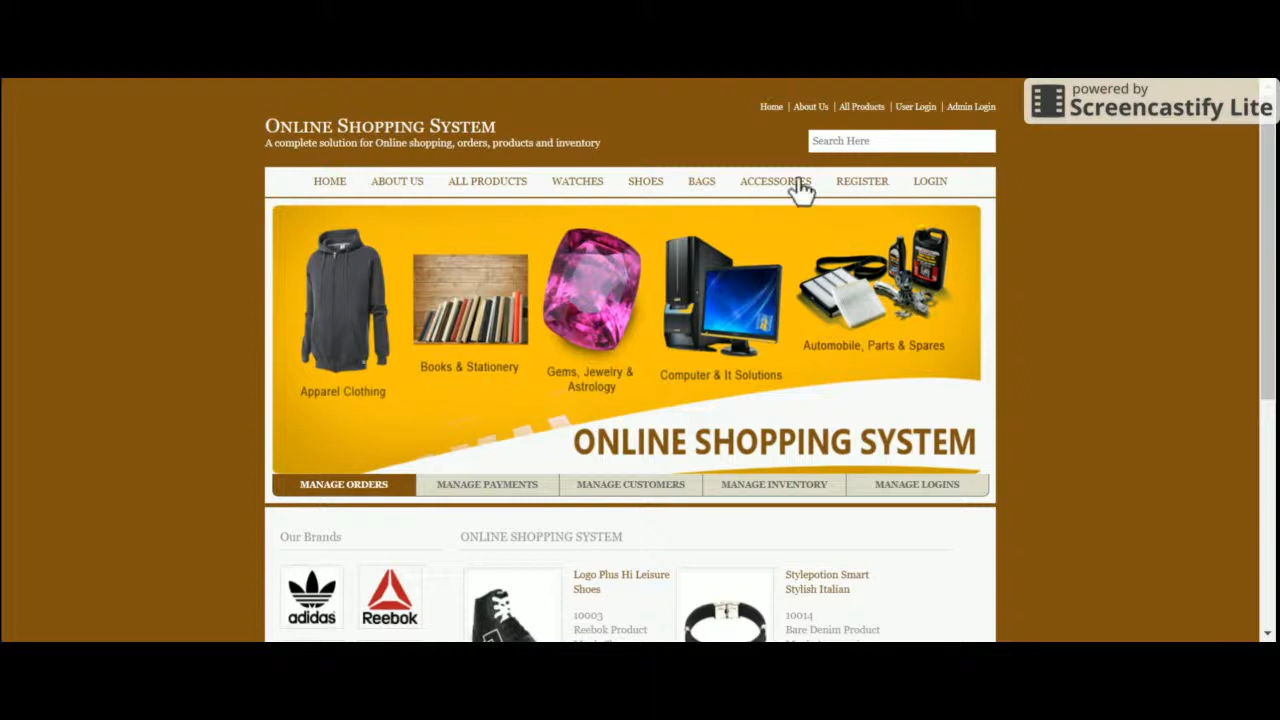 powered by
Screencastify Lite
Home | About Us | All Products | User Login | Admin Login
ONLINE SHOPPING SYSTEM
A complete solution for Online shopping, orders, products and inventory
Search Here
HOME ABOUT US ALL PRODUCTS WATCHES SHOES BAGS ACCESSORIES REGISTER LOGIN
Apparel Clothing
Books & Stationery
Gems, Jewelry &
Astrology
Computer & It Solutions
Automobile, Parts & Spares
ONLINE SHOPPING SYSTEM
MANAGE ORDERS MANAGE PAYMENTS MANAGE CUSTOMERS MANAGE INVENTORY MANAGE LOGINS
Our Brands
adidas
Reebok
ONLINE SHOPPING SYSTEM
Logo Plus Hi Leisure
Shoes
10003
Reebok Product
Stylepotion Smart
Stylish Italian
10014
Bare Denim Product